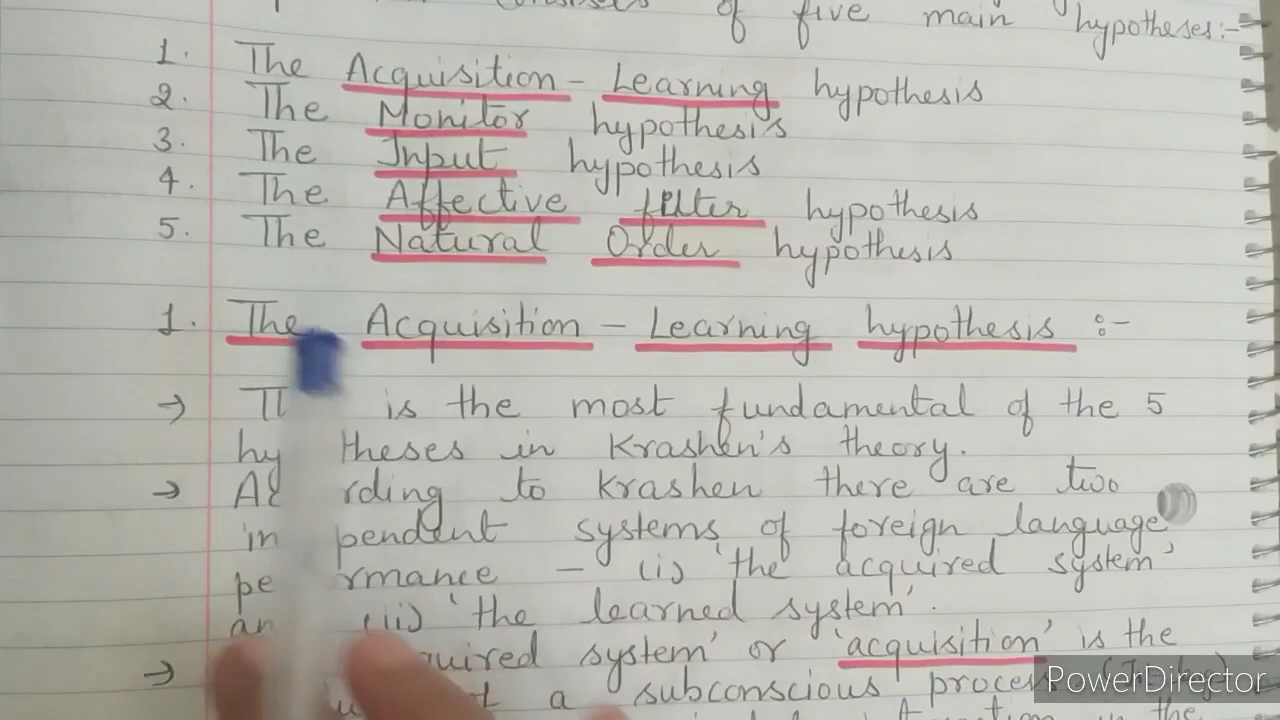 of five main hypotheses:-
1. The Acquisition - Learning hypothesis
2. The Monitor hypothesis
3. The Input hypothesis
4. The Affective filter hypothesis
5. The Natural Order hypothesis
1. The Acquisition - Learning hypothesis :-
→ is the most fundamental of the 5
hy theses in Krashen's theory.
→ rding to Krashen there are two
in pendent systems of foreign language
pe rmance - (i) 'the acquired system'
an (ii) 'the learned system'.
→ quired system' or 'acquisition' is the
a subconscious process
PowerDirector